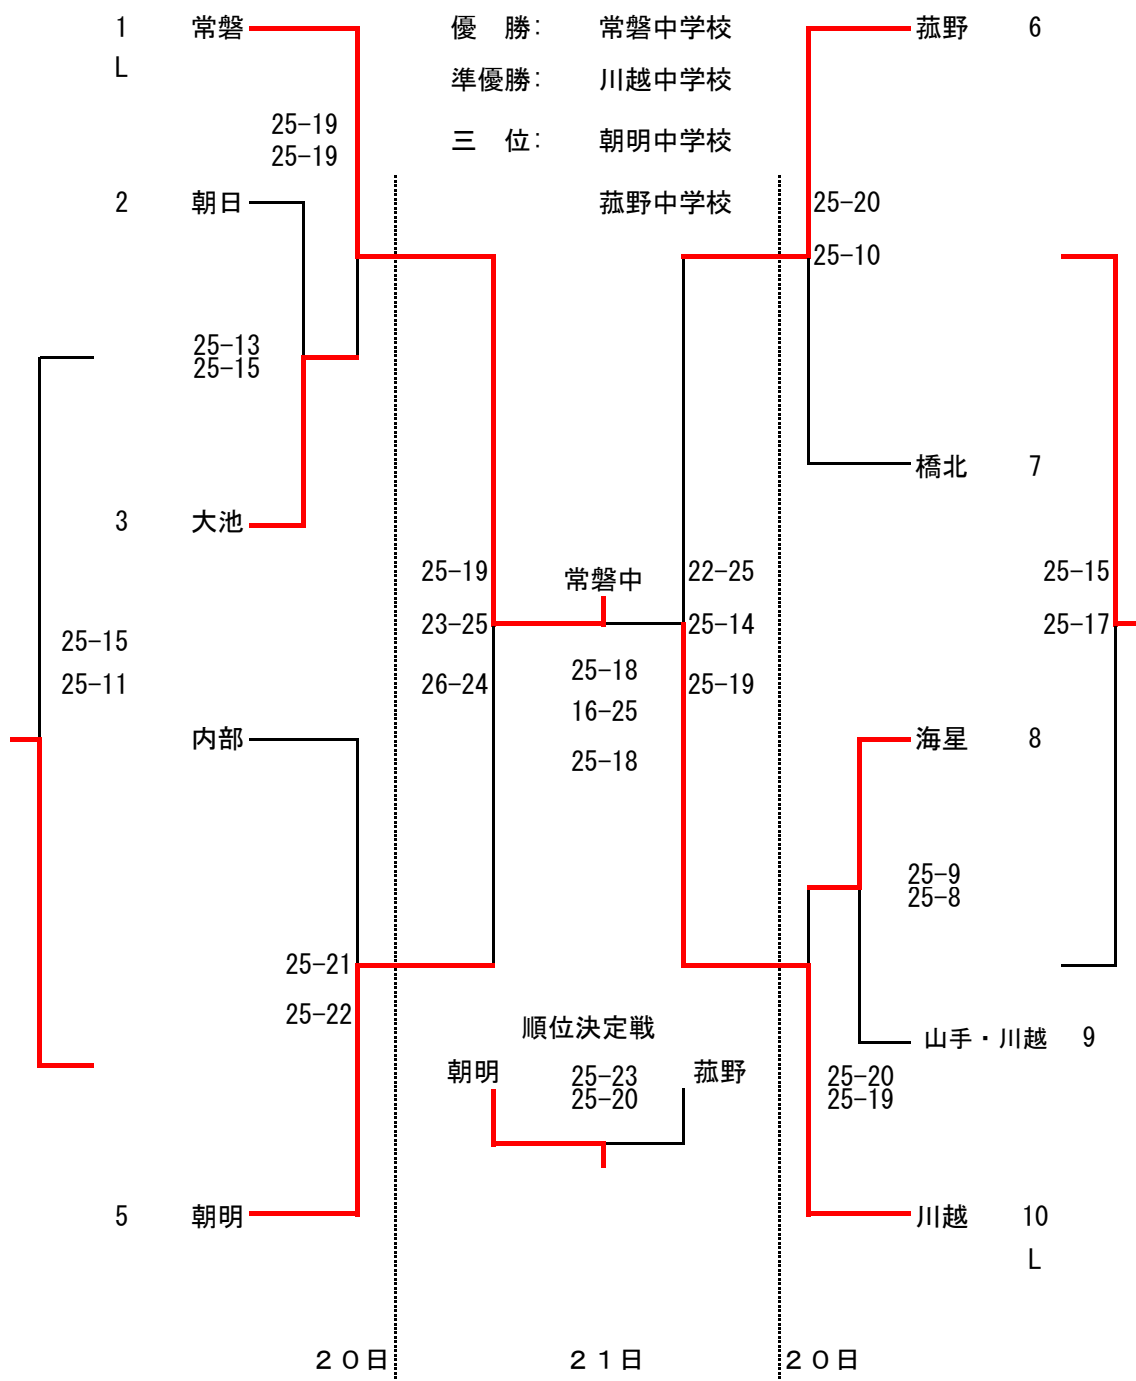 1 常磐 優　勝： 常磐中学校 菰野 6
L 準優勝： 川越中学校
25-19
25-19 三　位： 朝明中学校
2 朝日 菰野中学校 25-20
25-10
25-13
25-15
橋北 7
3 大池
25-19 常磐中 22-25 25-15
23-25 25-14 25-17
25-15 25-18
25-11 26-24 25-19
16-25
内部 海星 8
25-18
25-9
25-8
25-21
25-22 順位決定戦 山手・川越 9
朝明 25-23 菰野 25-20
25-20 25-19
5 朝明 川越 10
L
２０日 ２１日 ２０日